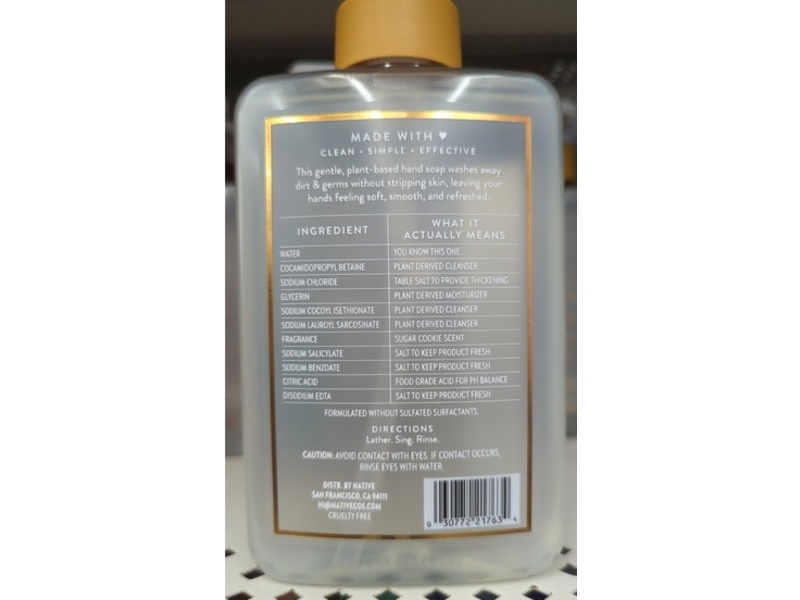 MADE WITH ♥
CLEAN • SIMPLE • EFFECTIVE
This gentle, plant-based hand soap washes away
dirt & germs without stripping skin, leaving your
hands feeling soft, smooth, and refreshed.
INGREDIENT
WHAT IT
ACTUALLY MEANS
WATER YOU KNOW THIS ONE...
COCAMIDOPROPYL BETAINE PLANT DERIVED CLEANSER
SODIUM CHLORIDE TABLE SALT TO PROVIDE THICKENING
GLYCERIN PLANT DERIVED MOISTURIZER
SODIUM COCOYL ISETHIONATE PLANT DERIVED CLEANSER
SODIUM LAUROYL SARCOSINATE PLANT DERIVED CLEANSER
FRAGRANCE SUGAR COOKIE SCENT
SODIUM SALICYLATE SALT TO KEEP PRODUCT FRESH
SODIUM BENZOATE SALT TO KEEP PRODUCT FRESH
CITRIC ACID FOOD GRADE ACID FOR PH BALANCE
DISODIUM EDTA SALT TO KEEP PRODUCT FRESH
FORMULATED WITHOUT SULFATED SURFACTANTS.
DIRECTIONS
Lather. Sing. Rinse.
CAUTION: AVOID CONTACT WITH EYES. IF CONTACT OCCURS,
RINSE EYES WITH WATER.
DISTR. BY NATIVE
SAN FRANCISCO, CA 94111
HI@NATIVECOS.COM
CRUELTY FREE
0 30772 21763 4